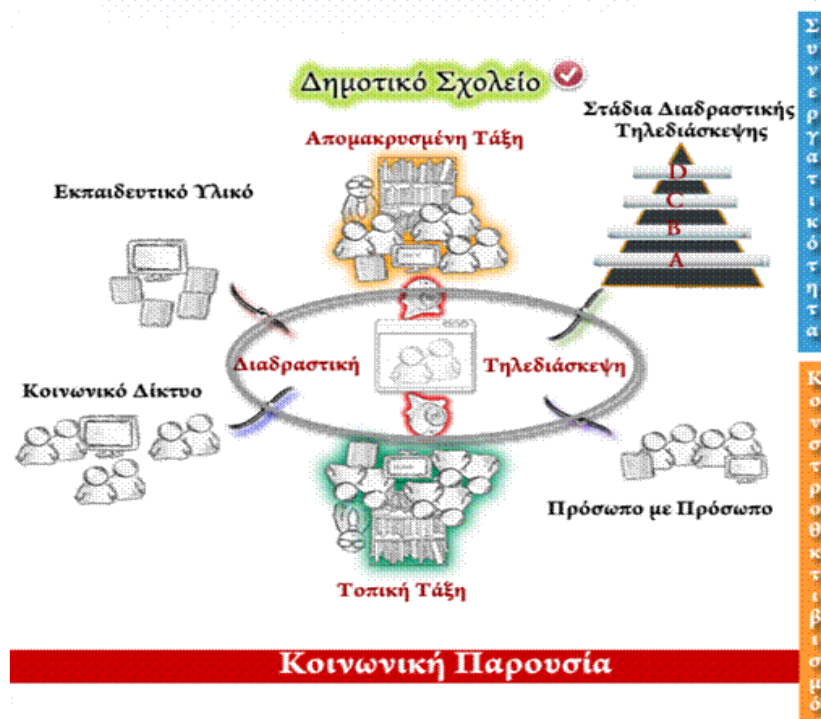 Δημοτικό Σχολείο
Στάδια Διαδραστικής
Τηλεδιάσκεψης
Απομακρυσμένη Τάξη
Εκπαιδευτικό Υλικό
D
C
B
A
Διαδραστική
Τηλεδιάσκεψη
Κοινωνικό Δίκτυο
Πρόσωπο με Πρόσωπο
Τοπική Τάξη
Κοινωνική Παρουσία
Συνεργατικότητα
Κονστροθκτιβισμό